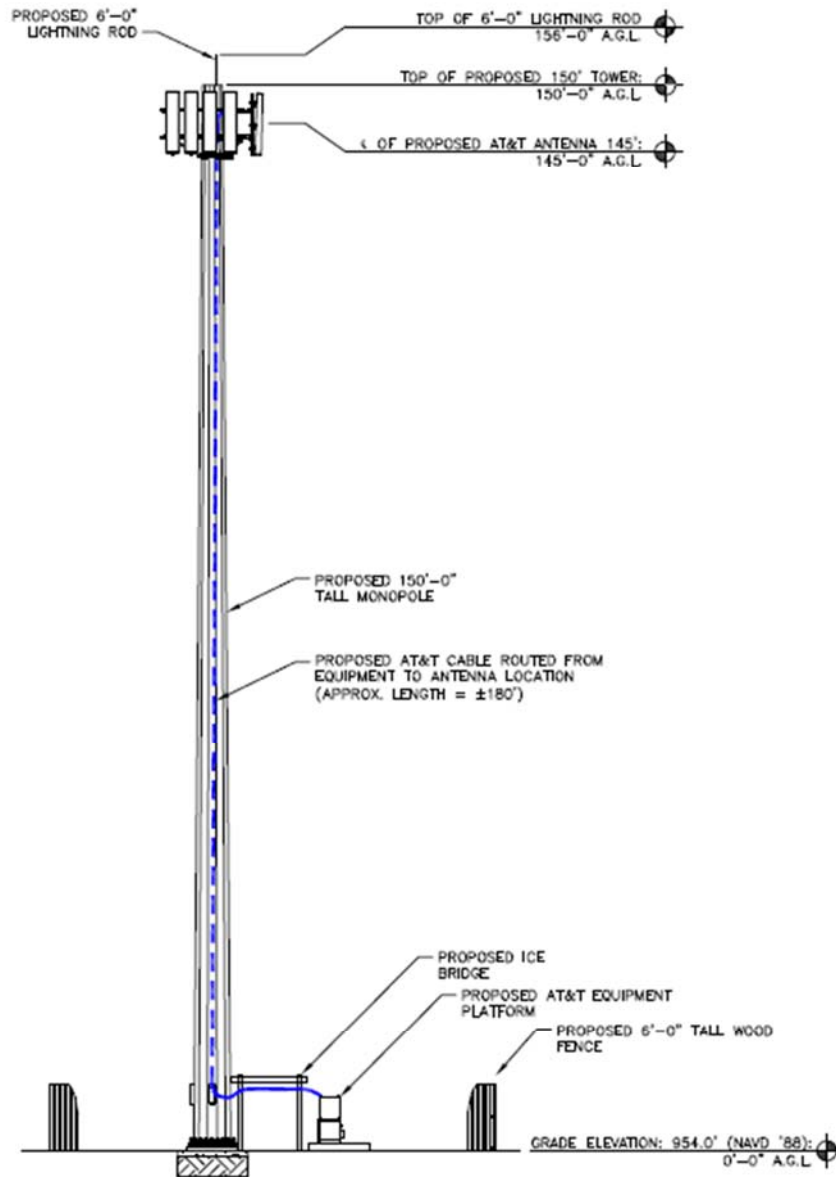 PROPOSED 6'-0"
LIGHTNING ROD
TOP OF 6'-0" LIGHTNING ROD
156'-0" A.G.L.
TOP OF PROPOSED 150' TOWER:
150'-0" A.G.L.
℄ OF PROPOSED AT&T ANTENNA 145':
145'-0" A.G.L.
PROPOSED 150'-0"
TALL MONOPOLE
PROPOSED AT&T CABLE ROUTED FROM
EQUIPMENT TO ANTENNA LOCATION
(APPROX. LENGTH = ±180')
PROPOSED ICE
BRIDGE
PROPOSED AT&T EQUIPMENT
PLATFORM
PROPOSED 6'-0" TALL WOOD
FENCE
GRADE ELEVATION: 954.0' (NAVD '88):
0'-0" A.G.L.